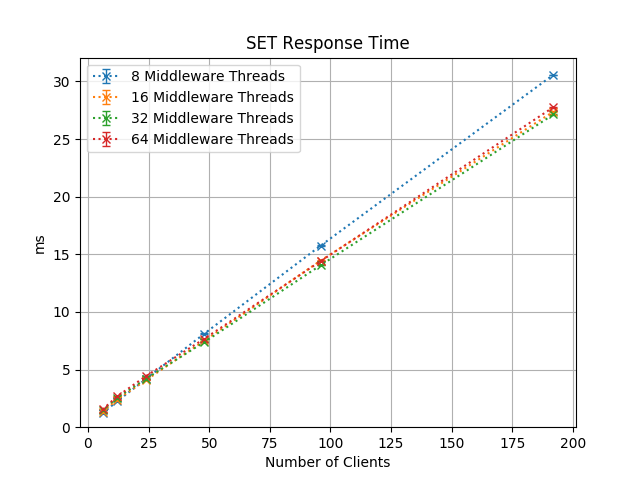 SET Response Time
8 Middleware Threads
16 Middleware Threads
32 Middleware Threads
64 Middleware Threads
30
25
20
15
10
5
0
ms
0 25 50 75 100 125 150 175 200
Number of Clients